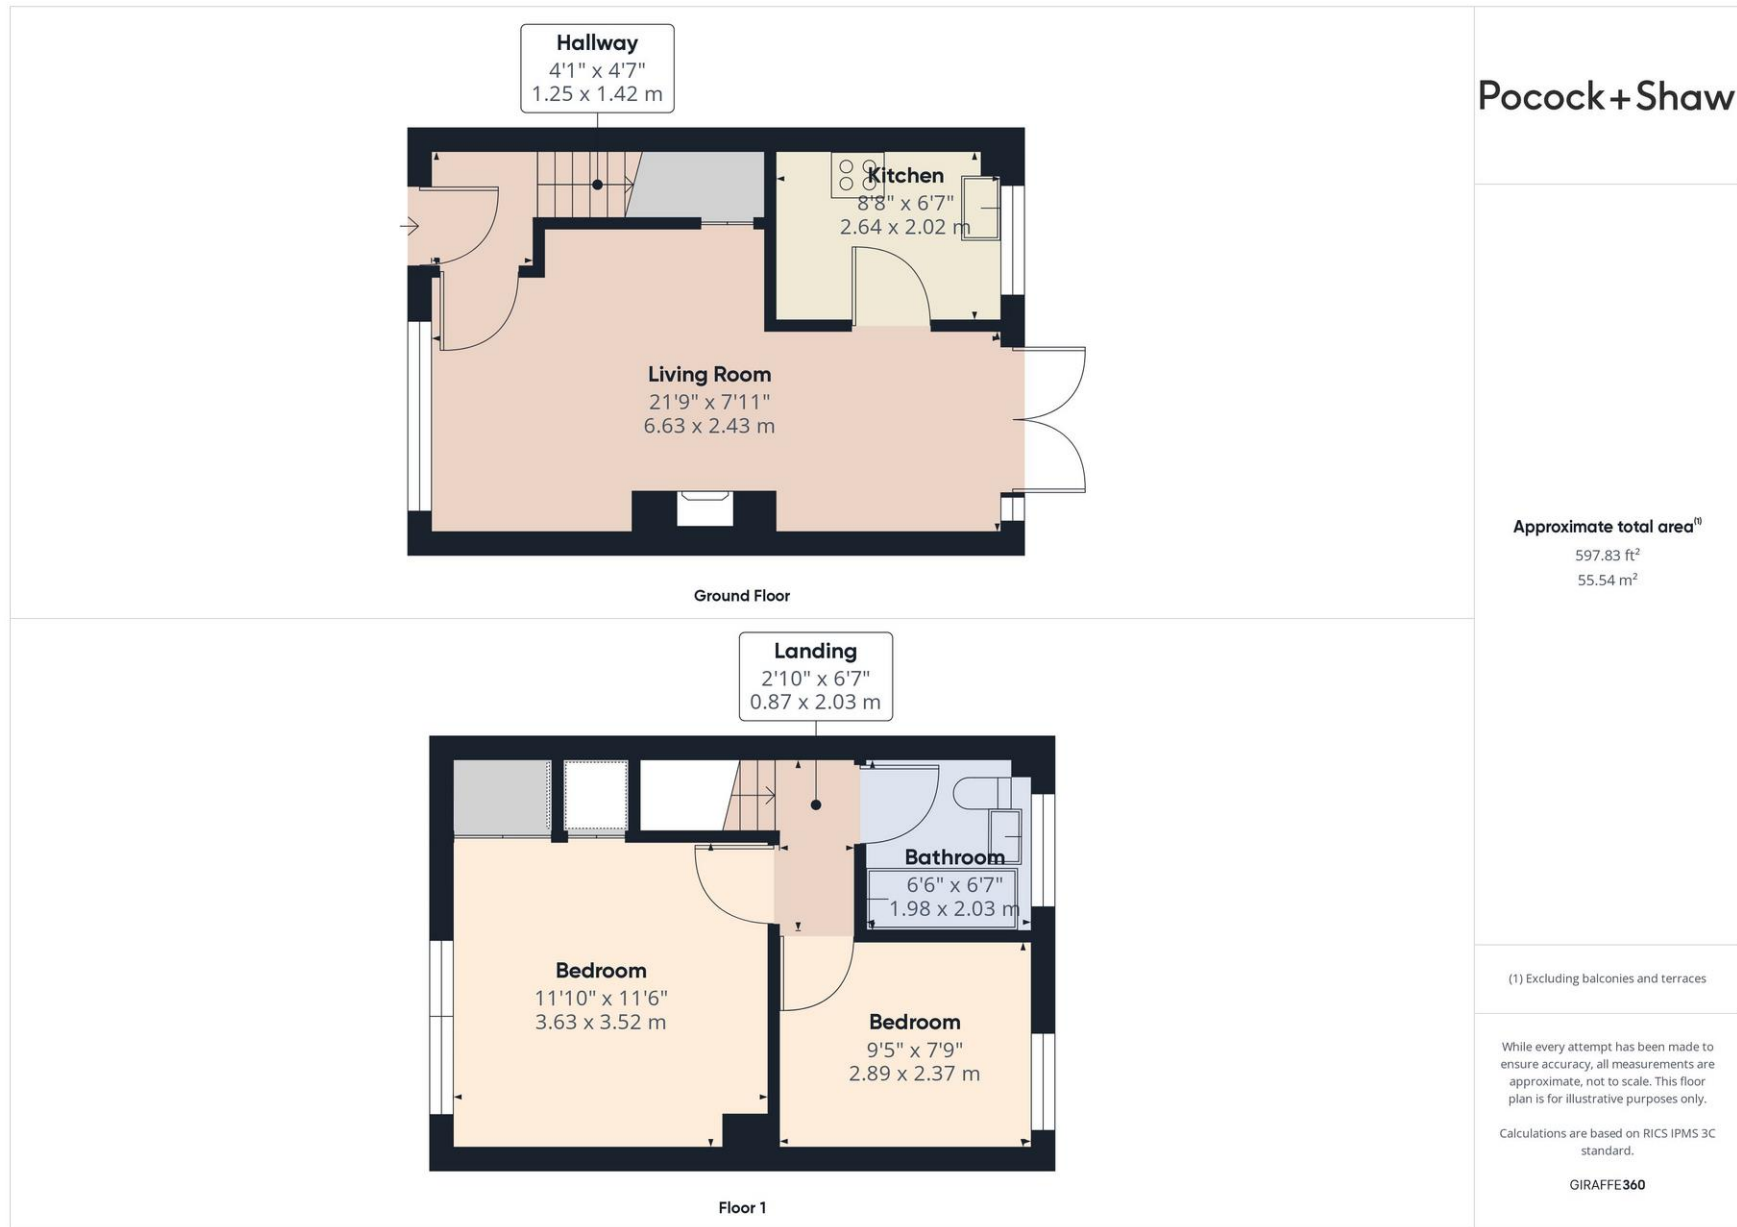 Hallway
4'1" x 4'7"
1.25 x 1.42 m
Kitchen
8'8" x 6'7"
2.64 x 2.02 m
Living Room
21'9" x 7'11"
6.63 x 2.43 m
Ground Floor
Landing
2'10" x 6'7"
0.87 x 2.03 m
Bathroom
6'6" x 6'7"
1.98 x 2.03 m
Bedroom
11'10" x 11'6"
3.63 x 3.52 m
Bedroom
9'5" x 7'9"
2.89 x 2.37 m
Floor 1
Pocock+Shaw
Approximate total area(1)
597.83 ft²
55.54 m²
(1) Excluding balconies and terraces
While every attempt has been made to
ensure accuracy, all measurements are
approximate, not to scale. This floor
plan is for illustrative purposes only.
Calculations are based on RICS IPMS 3C
standard.
GIRAFFE360